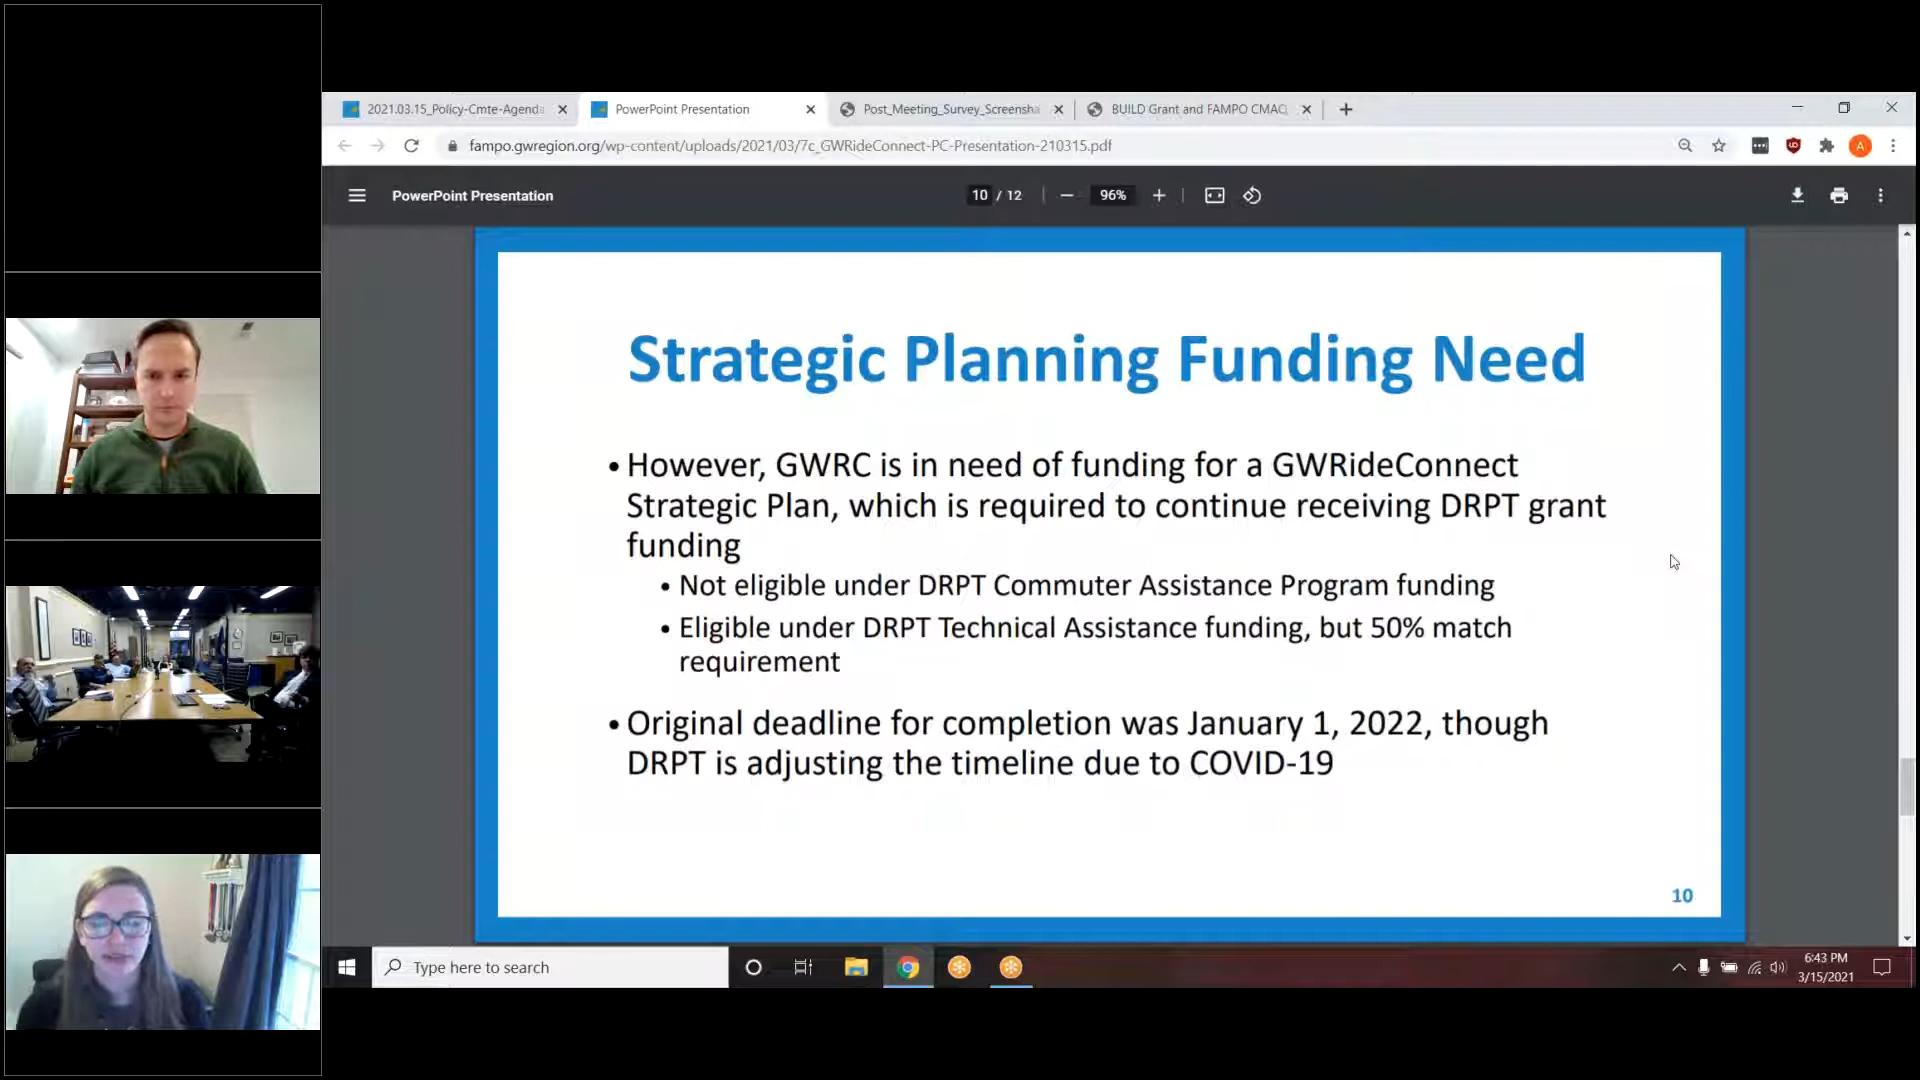 2021.03.15_Policy-Cmte-Agenda
PowerPoint Presentation
Post_Meeting_Survey_Screensha
BUILD Grant and FAMPO CMAQ
fampo.gwregion.org/wp-content/uploads/2021/03/7c_GWRideConnect-PC-Presentation-210315.pdf
A
PowerPoint Presentation
10 / 12
96%
Strategic Planning Funding Need
• However, GWRC is in need of funding for a GWRideConnect
Strategic Plan, which is required to continue receiving DRPT grant
funding
• Not eligible under DRPT Commuter Assistance Program funding
• Eligible under DRPT Technical Assistance funding, but 50% match
requirement
• Original deadline for completion was January 1, 2022, though
DRPT is adjusting the timeline due to COVID-19
10
Type here to search
6:43 PM
3/15/2021